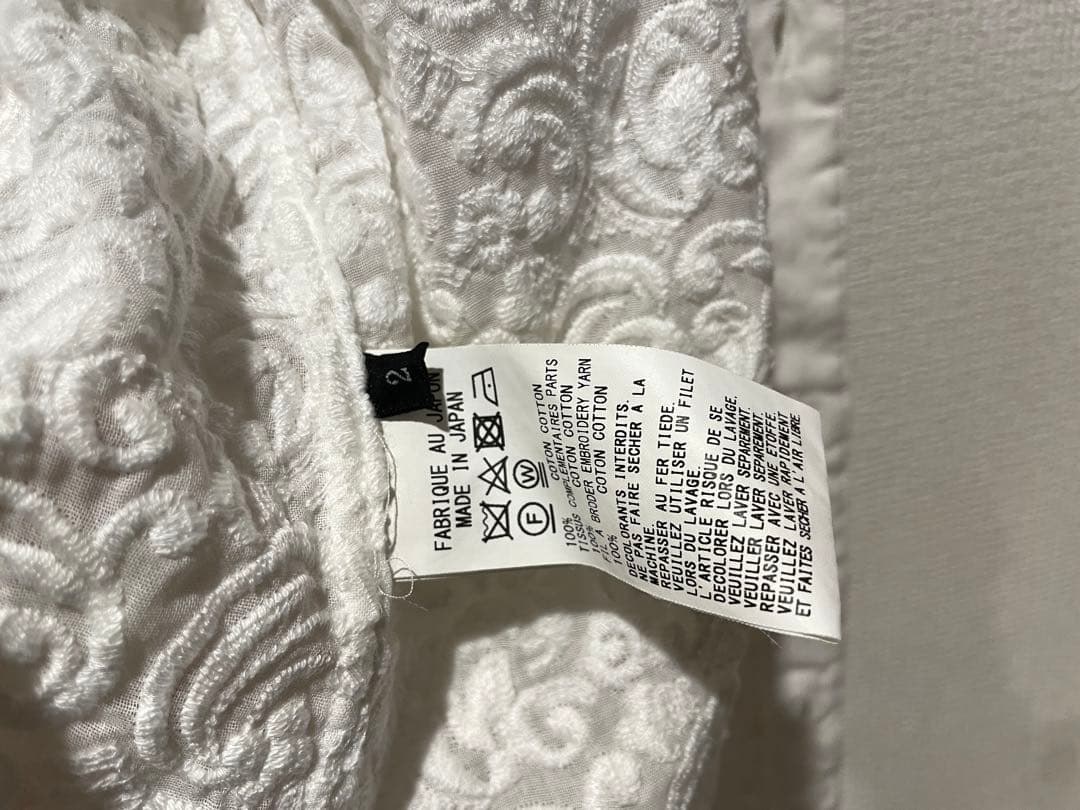 2
FABRIQUE AU JAPON
MADE IN JAPAN
F W
100% COTON COTTON
TISSUS COMPLEMENTAIRES PARTS
100% COTON COTTON
FIL A BRODER EMBROIDERY YARN
100% COTON COTTON
DECOLORANTS INTERDITS.
NE PAS FAIRE SECHER A LA
MACHINE.
REPASSER AU FER TIEDE.
VEUILLEZ UTILISER UN FILET
LORS DU LAVAGE.
L'ARTICLE RISQUE DE SE
DECOLORER LORS DU LAVAGE,
VEUILLEZ LAVER SEPAREMENT.
VEUILLER LAVER SEPAREMENT.
REPASSER AVEC UNE ETOFFE.
VEUILLEZ LAVER RAPIDEMENT
ET FAITES SECHER A L'AIR LIBRE.